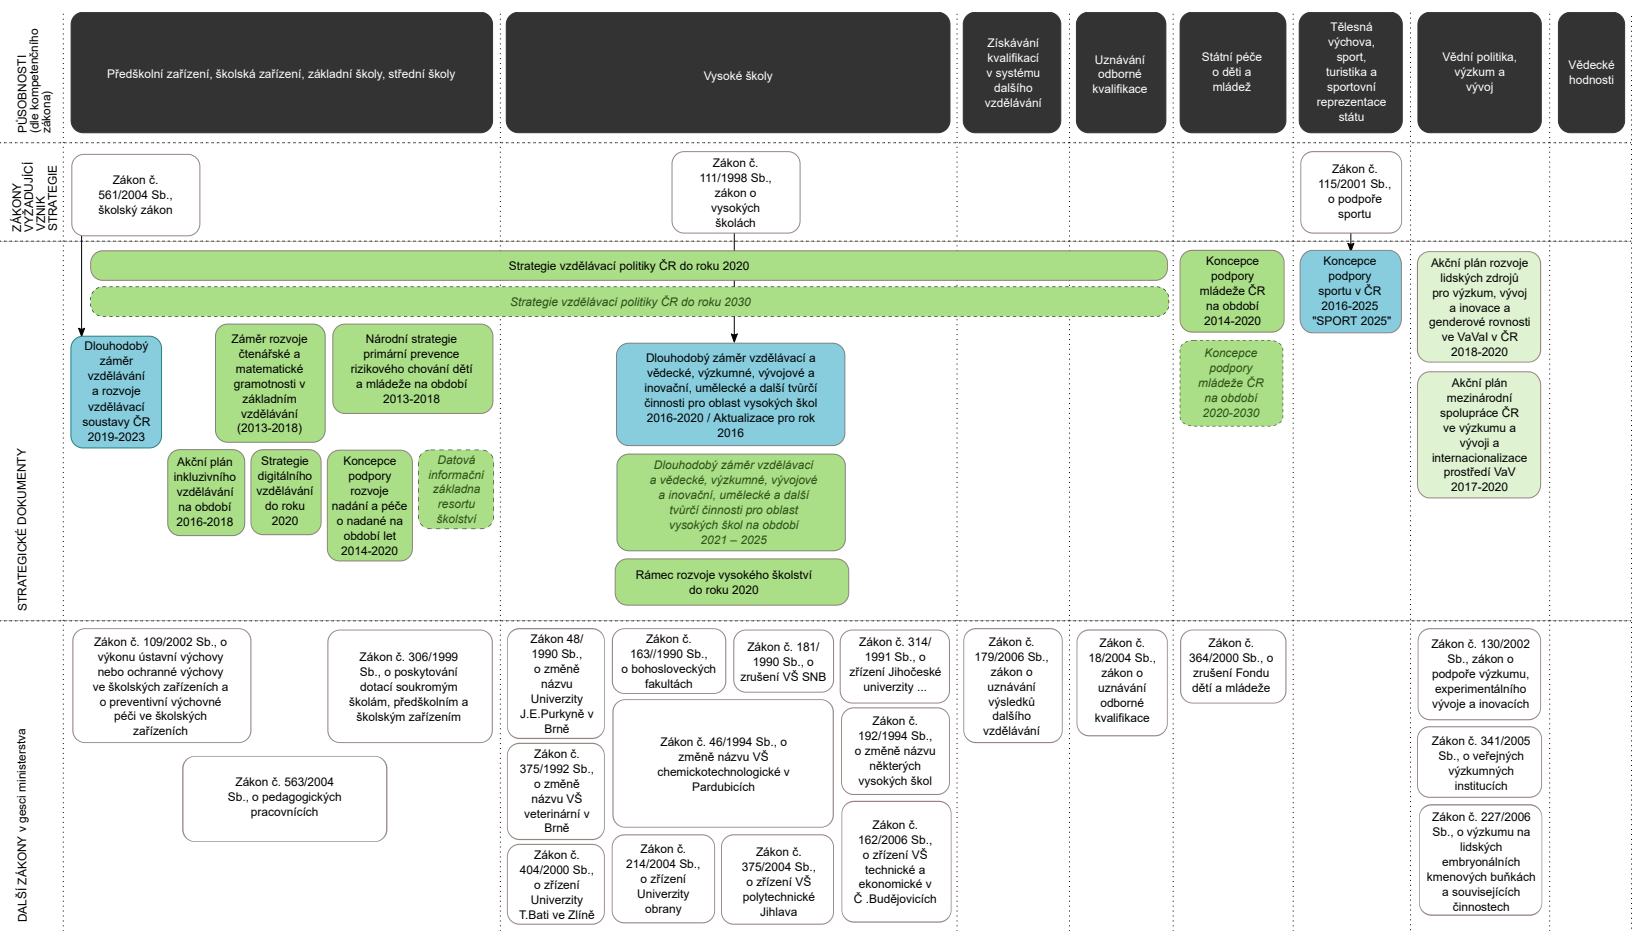 PŮSOBNOSTI
(dle kompetenčního
zákona)
Předškolní zařízení, školská zařízení, základní školy, střední školy
Vysoké školy
Získávání
kvalifikací
v systému
dalšího
vzdělávání
Uznávání
odborné
kvalifikace
Státní péče
o děti a
mládež
Tělesná
výchova,
sport,
turistika a
sportovní
reprezentace
státu
Vědní politika,
výzkum a
vývoj
Vědecké
hodnosti
ZÁKONY
VYŽADUJÍCÍ
VZNIK
STRATEGIE
Zákon č.
561/2004 Sb.,
školský zákon
Zákon č.
111/1998 Sb.,
zákon o
vysokých
školách
Zákon č.
115/2001 Sb.,
o podpoře
sportu
STRATEGICKÉ DOKUMENTY
Strategie vzdělávací politiky ČR do roku 2020
Strategie vzdělávací politiky ČR do roku 2030
Dlouhodobý
záměr
vzdělávání
a rozvoje
vzdělávací
soustavy ČR
2019-2023
Záměr rozvoje
čtenářské a
matematické
gramotnosti v
základním
vzdělávání
(2013-2018)
Národní strategie
primární prevence
rizikového chování dětí
a mládeže na období
2013-2018
Akční plán
inkluzivního
vzdělávání
na období
2016-2018
Strategie
digitálního
vzdělávání
do roku
2020
Koncepce
podpory
rozvoje
nadání a péče
o nadané na
období let
2014-2020
Datová
informační
základna
resortu
školství
Dlouhodobý záměr vzdělávací a
vědecké, výzkumné, vývojové a
inovační, umělecké a další tvůrčí
činnosti pro oblast vysokých škol
2016-2020 / Aktualizace pro rok
2016
Dlouhodobý záměr vzdělávací
a vědecké, výzkumné, vývojové
a inovační, umělecké a další
tvůrčí činnosti pro oblast
vysokých škol na období
2021 – 2025
Rámec rozvoje vysokého školství
do roku 2020
Koncepce
podpory
mládeže ČR
na období
2014-2020
Koncepce
podpory
mládeže ČR
na období
2020-2030
Koncepce
podpory
sportu v ČR
2016-2025
"SPORT 2025"
Akční plán rozvoje
lidských zdrojů
pro výzkum, vývoj
a inovace a
genderové rovnosti
ve VaVaI v ČR
2018-2020
Akční plán
mezinárodní
spolupráce ČR
ve výzkumu a
vývoji a
internacionalizace
prostředí VaV
2017-2020
DALŠÍ ZÁKONY v gesci ministerstva
Zákon č. 109/2002 Sb., o
výkonu ústavní výchovy
nebo ochranné výchovy
ve školských zařízeních a
o preventivní výchovné
péči ve školských
zařízeních
Zákon č. 306/1999
Sb., o poskytování
dotací soukromým
školám, předškolním a
školským zařízením
Zákon č. 563/2004
Sb., o pedagogických
pracovnících
Zákon 48/
1990 Sb.,
o změně
názvu
Univerzity
J.E.Purkyně v
Brně
Zákon č.
163//1990 Sb.,
o bohosloveckých
fakultách
Zákon č. 181/
1990 Sb., o
zrušení VŠ SNB
Zákon č. 314/
1991 Sb., o
zřízení Jihočeské
univerzity ...
Zákon č.
375/1992 Sb.,
o změně
názvu VŠ
veterinární v
Brně
Zákon č. 46/1994 Sb., o
změně názvu VŠ
chemickotechnologické v
Pardubicích
Zákon č.
192/1994 Sb.,
o změně názvu
některých
vysokých škol
Zákon č.
404/2000 Sb.,
o zřízení
Univerzity
T.Bati ve Zlíně
Zákon č.
214/2004 Sb.,
o zřízení
Univerzity
obrany
Zákon č.
375/2004 Sb.,
o zřízení VŠ
polytechnické
Jihlava
Zákon č.
162/2006 Sb.,
o zřízení VŠ
technické a
ekonomické v
Č .Budějovicích
Zákon č.
179/2006 Sb.,
zákon o
uznávání
výsledků
dalšího
vzdělávání
Zákon č.
18/2004 Sb.,
zákon o
uznávání
odborné
kvalifikace
Zákon č.
364/2000 Sb., o
zrušení Fondu
dětí a mládeže
Zákon č. 130/2002
Sb., zákon o
podpoře výzkumu,
experimentálního
vývoje a inovacích
Zákon č. 341/2005
Sb., o veřejných
výzkumných
institucích
Zákon č. 227/2006
Sb., o výzkumu na
lidských
embryonálních
kmenových buňkách
a souvisejících
činnostech